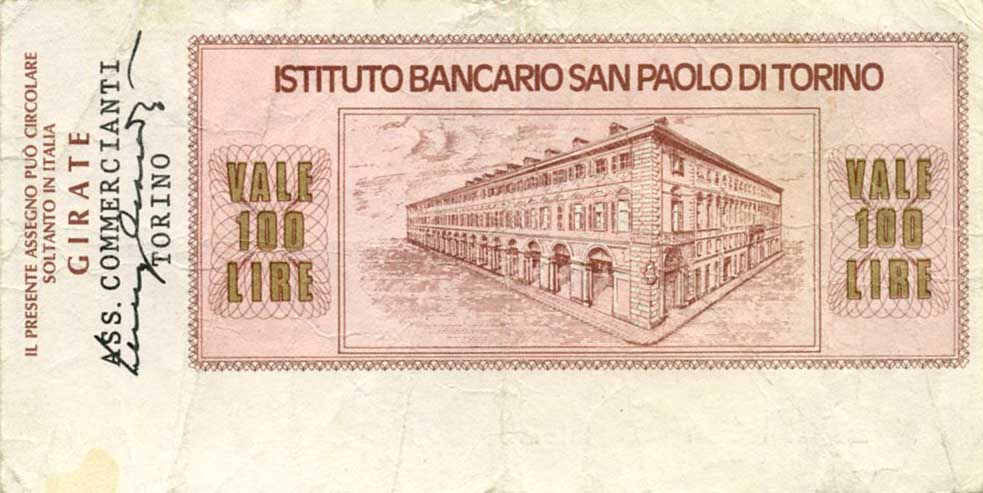 IL PRESENTE ASSEGNO PUÒ CIRCOLARE
SOLTANTO IN ITALIA
GIRATE
ASS. COMMERCIANTI
TORINO
ISTITUTO BANCARIO SAN PAOLO DI TORINO
VALE
100
LIRE
VALE
100
LIRE